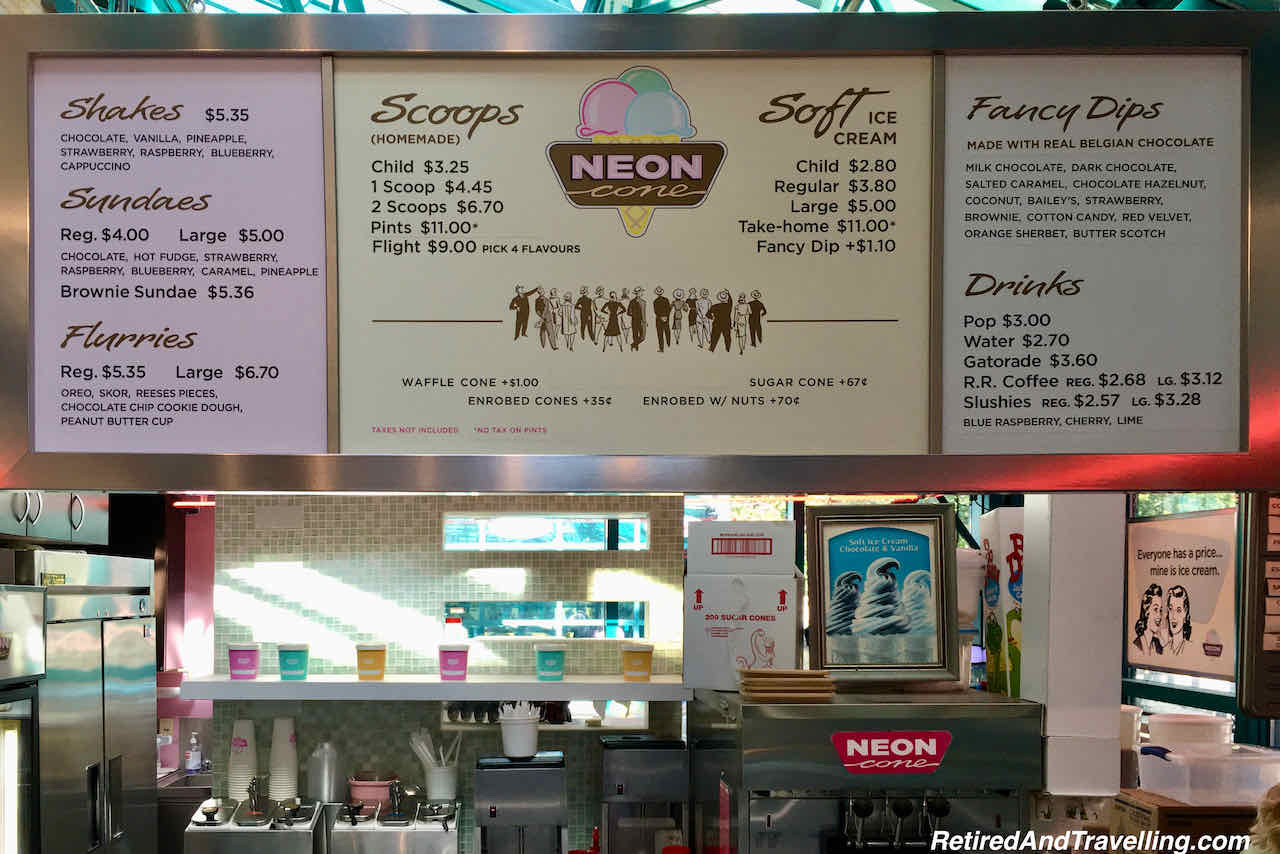 Shakes $5.35
CHOCOLATE, VANILLA, PINEAPPLE,
STRAWBERRY, RASPBERRY, BLUEBERRY,
CAPPUCCINO
Sundaes
Reg. $4.00 Large $5.00
CHOCOLATE, HOT FUDGE, STRAWBERRY,
RASPBERRY, BLUEBERRY, CARAMEL, PINEAPPLE
Brownie Sundae $5.36
Flurries
Reg. $5.35 Large $6.70
OREO, SKOR, REESES PIECES,
CHOCOLATE CHIP COOKIE DOUGH,
PEANUT BUTTER CUP
Scoops
(HOMEMADE)
Child $3.25
1 Scoop $4.45
2 Scoops $6.70
Pints $11.00*
Flight $9.00 PICK 4 FLAVOURS
NEON
cone
Soft ICE
CREAM
Child $2.80
Regular $3.80
Large $5.00
Take-home $11.00*
Fancy Dip +$1.10
WAFFLE CONE +$1.00 SUGAR CONE +67¢
ENROBED CONES +35¢ ENROBED W/ NUTS +70¢
TAXES NOT INCLUDED *NO TAX ON PINTS
Fancy Dips
MADE WITH REAL BELGIAN CHOCOLATE
MILK CHOCOLATE, DARK CHOCOLATE,
SALTED CARAMEL, CHOCOLATE HAZELNUT,
COCONUT, BAILEY'S, STRAWBERRY,
BROWNIE, COTTON CANDY, RED VELVET,
ORANGE SHERBET, BUTTER SCOTCH
Drinks
Pop $3.00
Water $2.70
Gatorade $3.60
R.R. Coffee REG. $2.68 LG. $3.12
Slushies REG. $2.57 LG. $3.28
BLUE RASPBERRY, CHERRY, LIME
UP UP
200 SUGAR CONES
Soft Ice Cream
Chocolate & Vanilla
Everyone has a price...
mine is ice cream.
NEON
cone
RetiredAndTravelling.com